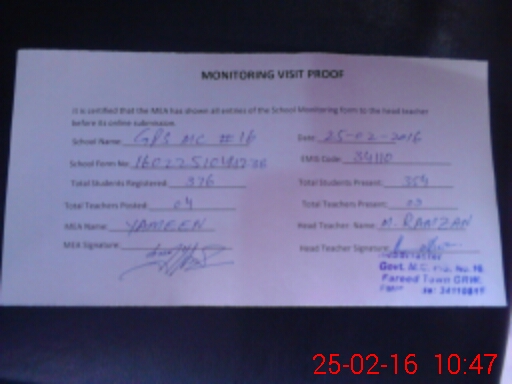 MONITORING VISIT PROOF
It is certified that the MEA has shown all entities of the School Monitoring form to the head teacher
before its online submission.
School Name: GPS MC #16 Date: 25-02-2016
School Form No: EMIS Code:
Total Students Registered: 376 Total Students Present: 354
Total Teachers Posted: 04 Total Teachers Present: 03
MEA Name: YAMEEN Head Teacher Name: M. RAMZAN
MEA Signature: Head Teacher Signature:
Govt. M.C. No. 16
Fareed Town
25-02-16 10:47